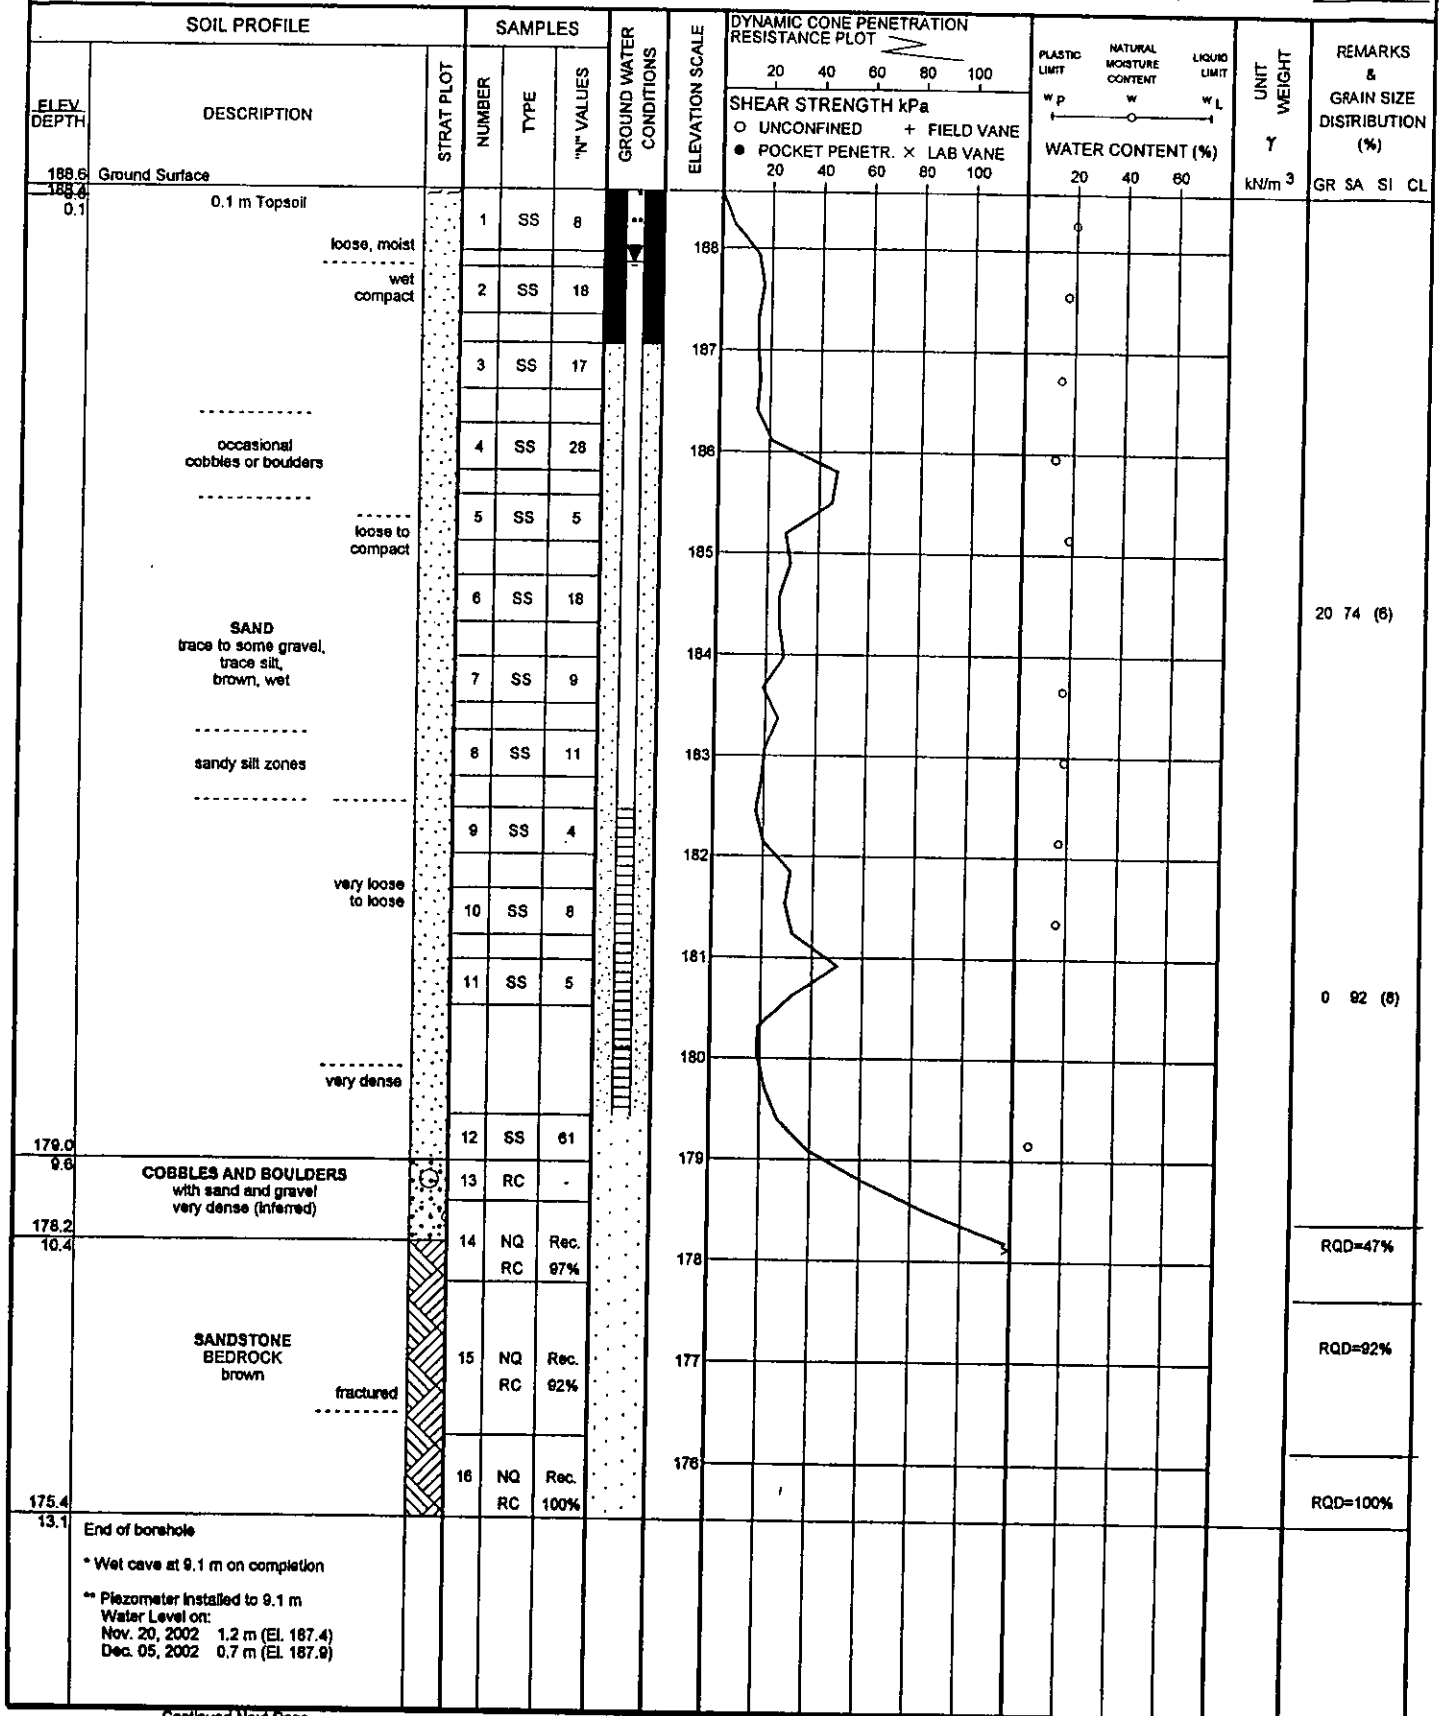 SOIL PROFILE
SAMPLES
GROUND WATER
CONDITIONS
ELEVATION SCALE
DYNAMIC CONE PENETRATION
RESISTANCE PLOT
20 40 60 80 100
PLASTIC
LIMIT
NATURAL
MOISTURE
CONTENT
LIQUID
LIMIT
UNIT
WEIGHT
REMARKS
&
GRAIN SIZE
DISTRIBUTION
(%)
ELEV
DEPTH
DESCRIPTION
STRAT PLOT
NUMBER
TYPE
"N" VALUES
SHEAR STRENGTH kPa
○ UNCONFINED + FIELD VANE
● POCKET PENETR. × LAB VANE
20 40 60 80 100
w P w w L
WATER CONTENT (%)
20 40 60
γ
kN/m 3
GR SA SI CL
188.6 Ground Surface
0.1 0.1 m Topsoil
1 SS 8 **
loose, moist
188
wet
compact
2 SS 18
187
3 SS 17
occasional
cobbles or boulders
4 SS 28
186
5 SS 5
loose to
compact
185
6 SS 18
20 74 (6)
SAND
trace to some gravel,
trace silt,
brown, wet
184
7 SS 9
sandy silt zones
8 SS 11
183
9 SS 4
182
very loose
to loose
10 SS 8
181
11 SS 5
0 92 (8)
180
very dense
12 SS 61
179.0
9.6
179
COBBLES AND BOULDERS
with sand and gravel
very dense (inferred)
13 RC -
178.2
10.4
14 NQ Rec.
RC 97%
178
RQD=47%
SANDSTONE
BEDROCK
brown
15 NQ Rec.
RC 92%
177
RQD=92%
fractured
176
16 NQ Rec.
RC 100%
RQD=100%
175.4
13.1
End of borehole
* Wet cave at 9.1 m on completion
** Piezometer installed to 9.1 m
Water Level on:
Nov. 20, 2002 1.2 m (El. 187.4)
Dec. 05, 2002 0.7 m (El. 187.9)